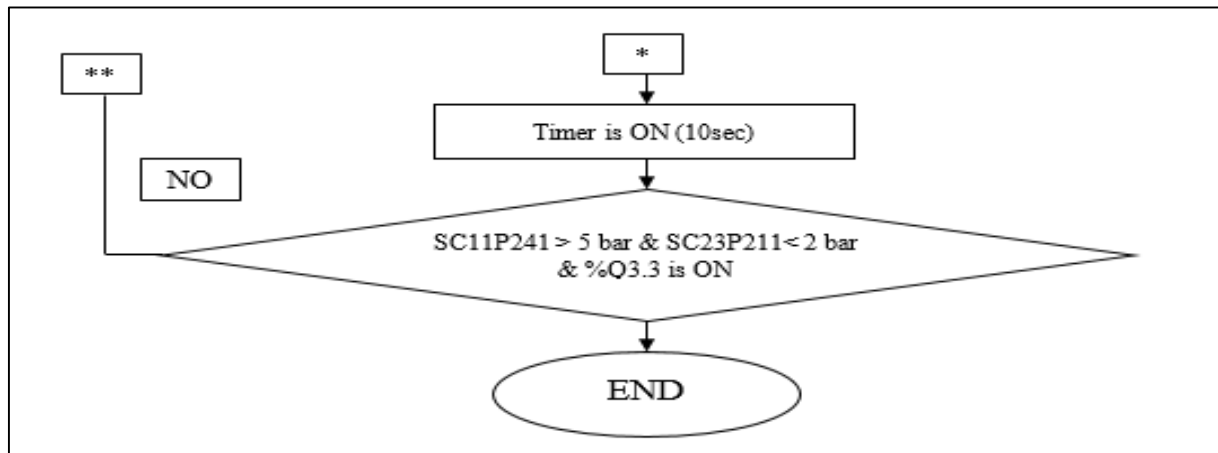 **
*
Timer is ON (10sec)
NO
SC11P241 > 5 bar & SC23P211< 2 bar
& %Q3.3 is ON
END